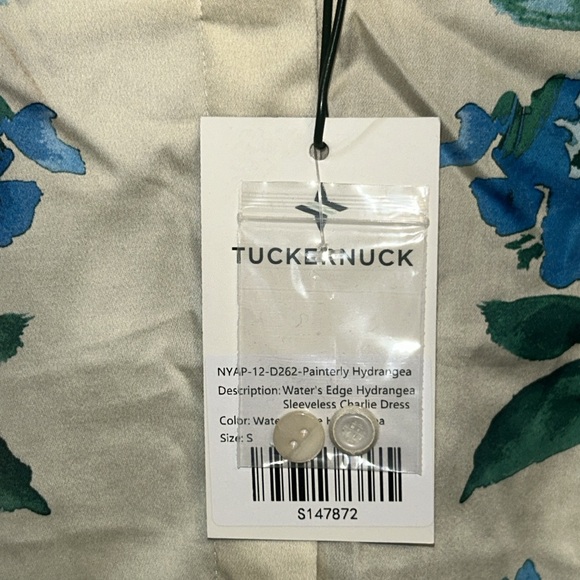 TUCKERNUCK
NYAP-12-D262-Painterly Hydrangea
Description: Water's Edge Hydrangea
Sleeveless Charlie Dress
Color:
Size: S
S147872